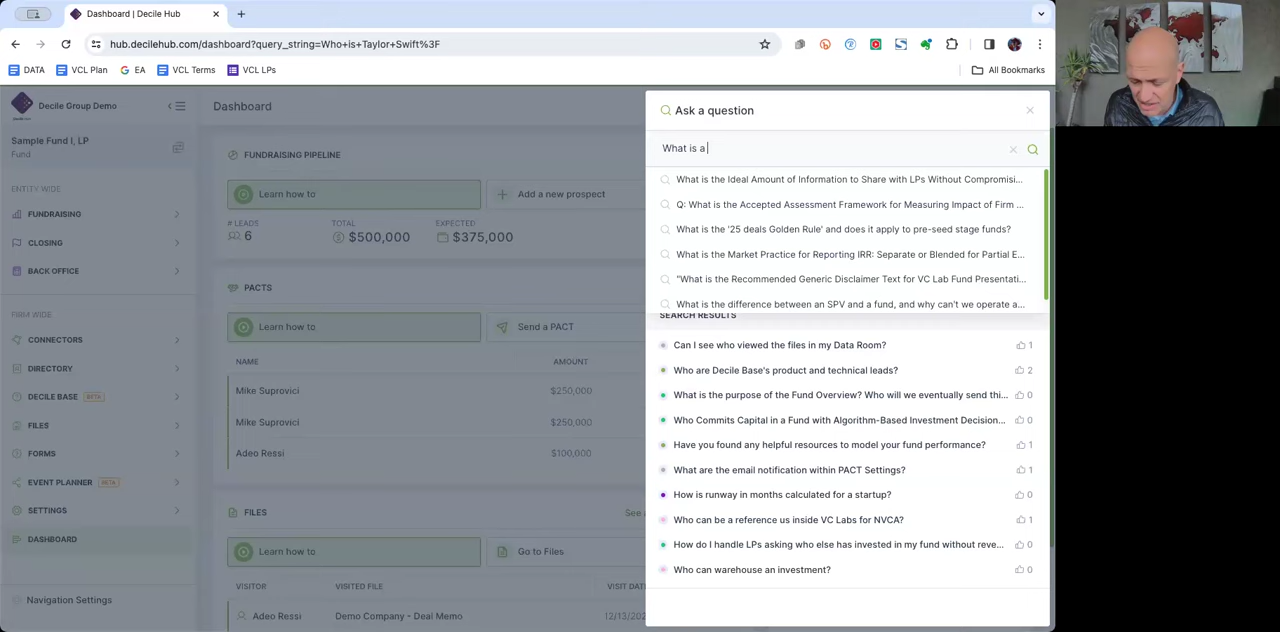 Dashboard | Decile Hub
hub.decilehub.com/dashboard?query_string=Who+is+Taylor+Swift%3F
DATA
VCL Plan
EA
VCL Terms
VCL LPs
All Bookmarks
Decile Group Demo
Dashboard
Sample Fund I, LP
Fund
ENTITY WIDE
FUNDRAISING
CLOSING
BACK OFFICE
FIRM WIDE
CONNECTORS
DIRECTORY
DECILE BASE BETA
FILES
FORMS
EVENT PLANNER BETA
SETTINGS
DASHBOARD
Navigation Settings
FUNDRAISING PIPELINE
Learn how to
Add a new prospect
# LEADS
TOTAL
EXPECTED
6
$500,000
$375,000
PACTS
Learn how to
Send a PACT
NAME
AMOUNT
Mike Suprovici
$250,000
Mike Suprovici
$250,000
Adeo Ressi
$100,000
FILES
See
Learn how to
Go to Files
VISITOR
VISITED FILE
VISIT DAT
Adeo Ressi
Demo Company - Deal Memo
12/13/202
Ask a question
What is a
What is the Ideal Amount of Information to Share with LPs Without Compromisi...
Q: What is the Accepted Assessment Framework for Measuring Impact of Firm ...
What is the '25 deals Golden Rule' and does it apply to pre-seed stage funds?
What is the Market Practice for Reporting IRR: Separate or Blended for Partial E...
"What is the Recommended Generic Disclaimer Text for VC Lab Fund Presentati...
What is the difference between an SPV and a fund, and why can't we operate a...
SEARCH RESULTS
Can I see who viewed the files in my Data Room?
1
Who are Decile Base's product and technical leads?
2
What is the purpose of the Fund Overview? Who will we eventually send thi...
0
Who Commits Capital in a Fund with Algorithm-Based Investment Decision...
0
Have you found any helpful resources to model your fund performance?
1
What are the email notification within PACT Settings?
1
How is runway in months calculated for a startup?
0
Who can be a reference us inside VC Labs for NVCA?
1
How do I handle LPs asking who else has invested in my fund without reve...
0
Who can warehouse an investment?
0